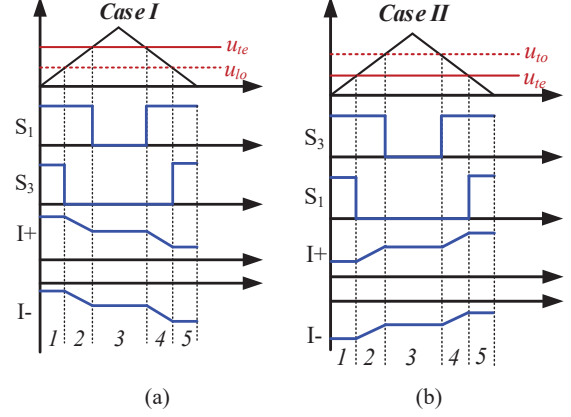 Case I
u_te
u_lo
S₁
S₃
I+
I-
1 2 3 4 5
(a)
Case II
u_to
u_te
S₃
S₁
I+
I-
1 2 3 4 5
(b)